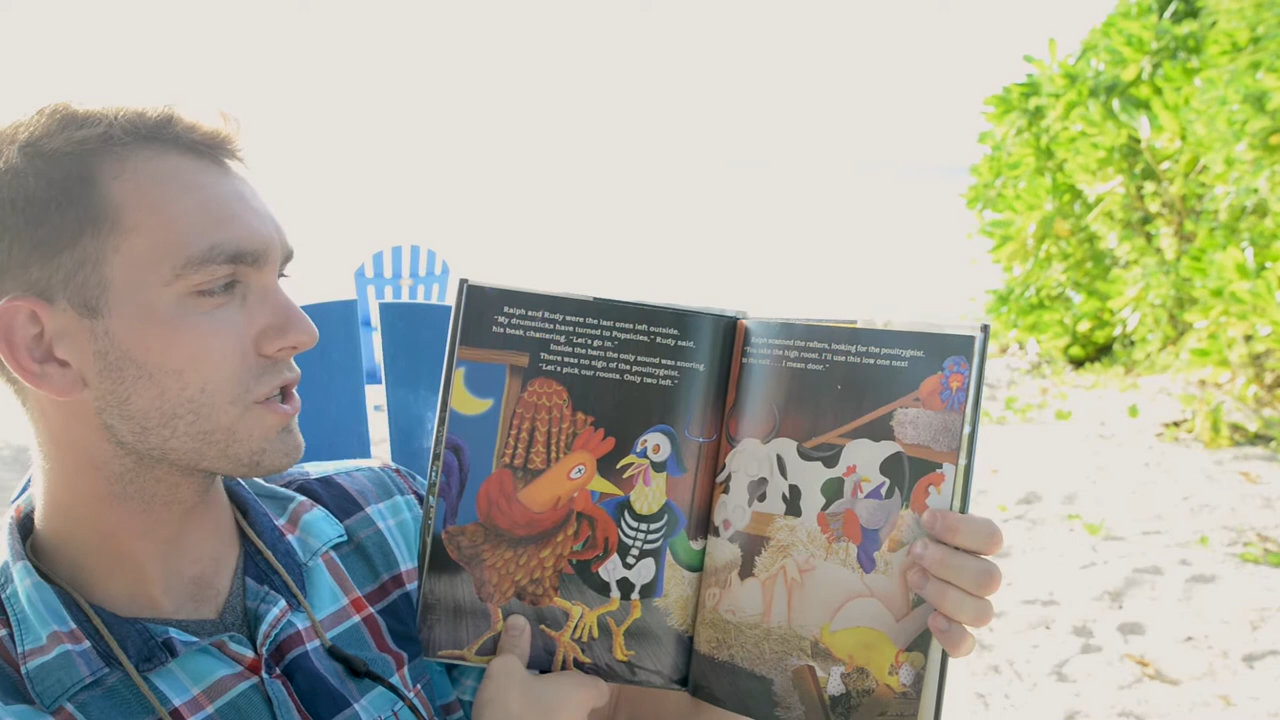 Ralph and Rudy were the last ones left outside.
"My drumsticks have turned to Popsicles," Rudy said,
his beak chattering. "Let's go in."
Inside the barn the only sound was snoring.
There was no sign of the poultrygeist.
"Let's pick our roosts. Only two left."
Ralph scanned the rafters, looking for the poultrygeist.
"You take the high roost. I'll use this low one next
to the exit . . . I mean door."